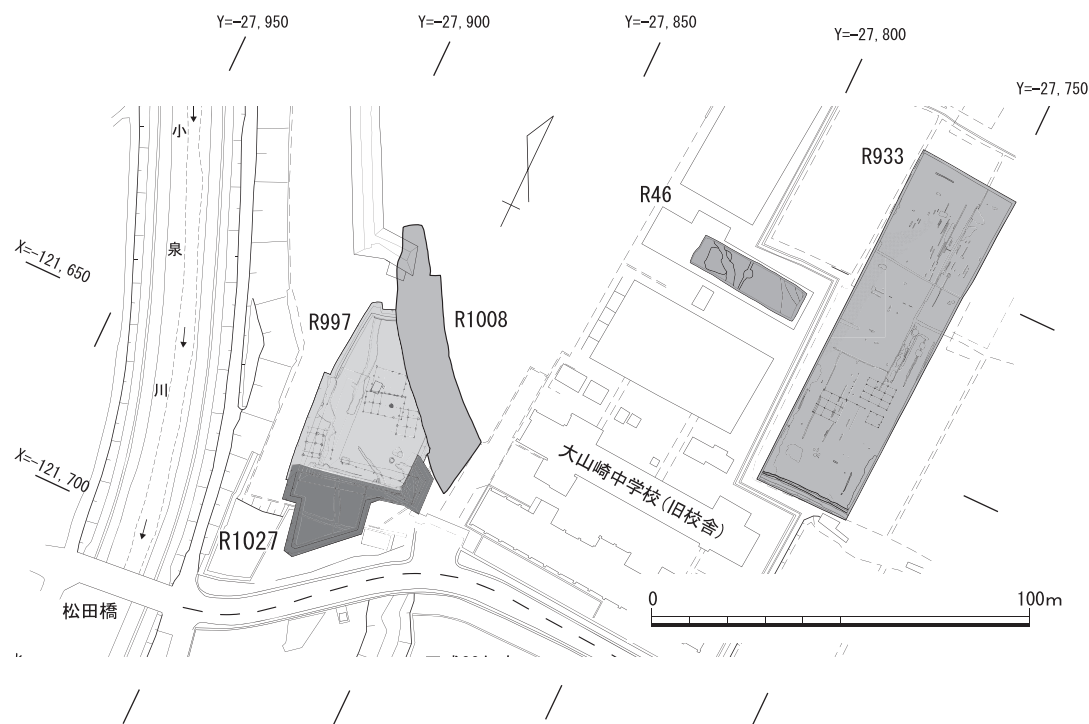 Y=-27,950
Y=-27,900
Y=-27,850
Y=-27,800
Y=-27,750
小泉川
R933
R46
X=-121,650
R997
R1008
X=-121,700
大山崎中学校(旧校舎)
R1027
松田橋
0
100m